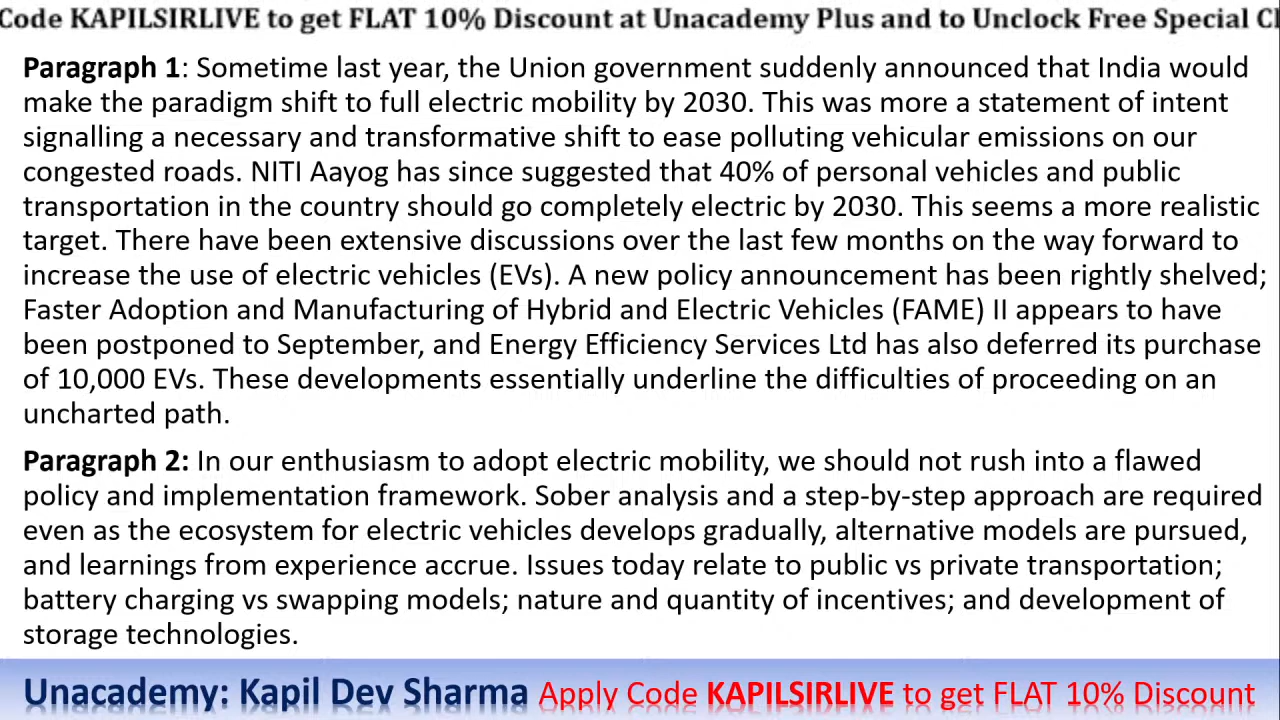 Code KAPILSIRLIVE to get FLAT 10% Discount at Unacademy Plus and to Unclock Free Special
Paragraph 1: Sometime last year, the Union government suddenly announced that India would
make the paradigm shift to full electric mobility by 2030. This was more a statement of intent
signalling a necessary and transformative shift to ease polluting vehicular emissions on our
congested roads. NITI Aayog has since suggested that 40% of personal vehicles and public
transportation in the country should go completely electric by 2030. This seems a more realistic
target. There have been extensive discussions over the last few months on the way forward to
increase the use of electric vehicles (EVs). A new policy announcement has been rightly shelved;
Faster Adoption and Manufacturing of Hybrid and Electric Vehicles (FAME) II appears to have
been postponed to September, and Energy Efficiency Services Ltd has also deferred its purchase
of 10,000 EVs. These developments essentially underline the difficulties of proceeding on an
uncharted path.
Paragraph 2: In our enthusiasm to adopt electric mobility, we should not rush into a flawed
policy and implementation framework. Sober analysis and a step-by-step approach are required
even as the ecosystem for electric vehicles develops gradually, alternative models are pursued,
and learnings from experience accrue. Issues today relate to public vs private transportation;
battery charging vs swapping models; nature and quantity of incentives; and development of
storage technologies.
Unacademy: Kapil Dev Sharma Apply Code KAPILSIRLIVE to get FLAT 10% Discount